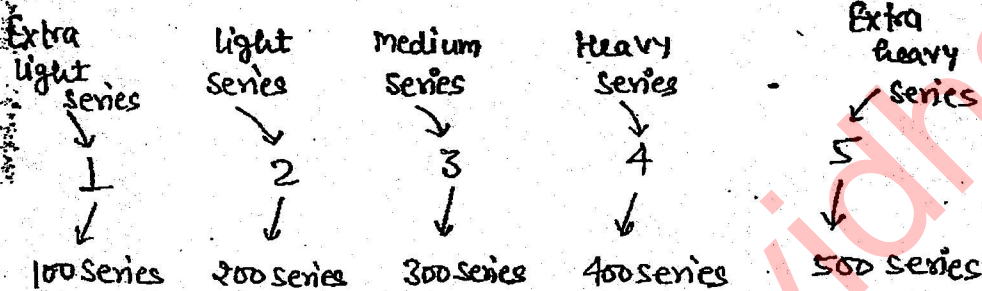 Extra light series
light series
medium series
Heavy series
Extra heavy series
1 2 3 4 5
100 series 200 series 300 series 400 series 500 series